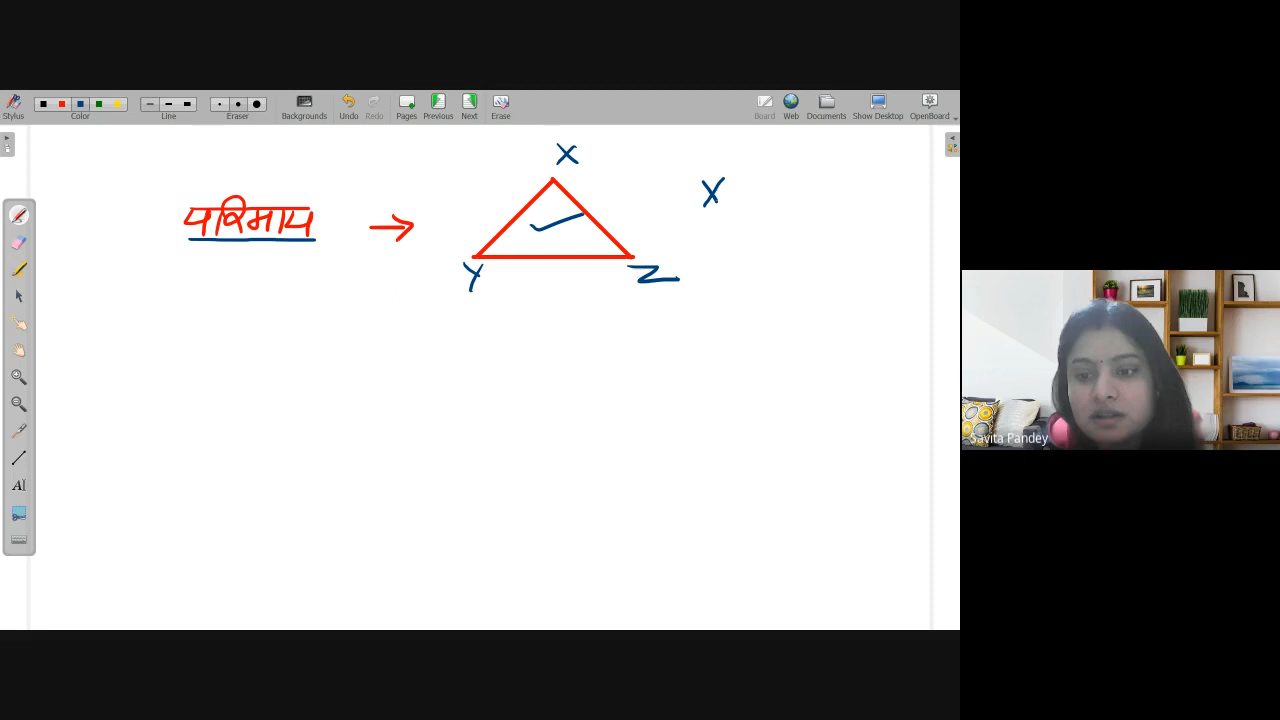 Stylus
Color
Line
Eraser
Backgrounds
Undo
Redo
Pages
Previous
Next
Erase
Board
Web
Documents
Show Desktop
OpenBoard
X
X
परिमाप →
Y
Z
Savita Pandey